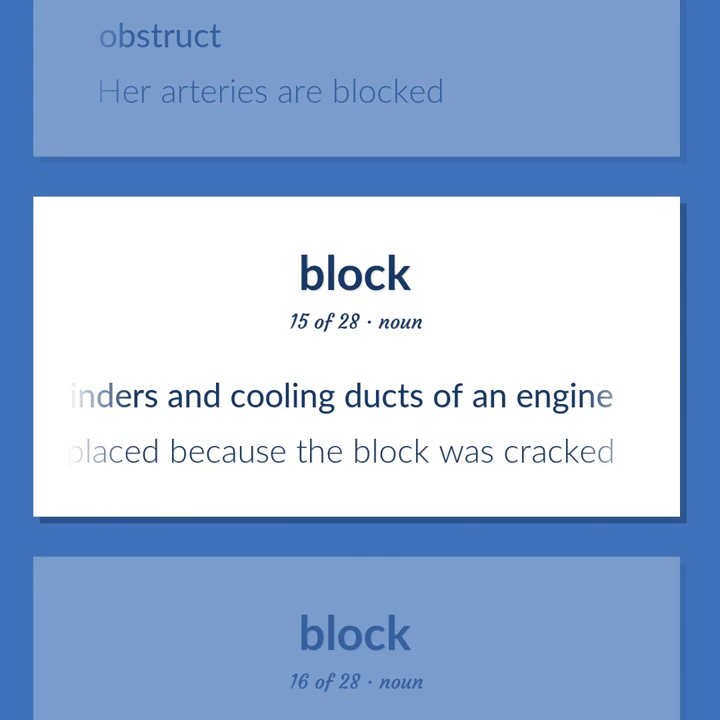 obstruct
Her arteries are blocked
block
15 of 28 · noun
inders and cooling ducts of an engine
placed because the block was cracked
block
16 of 28 · noun